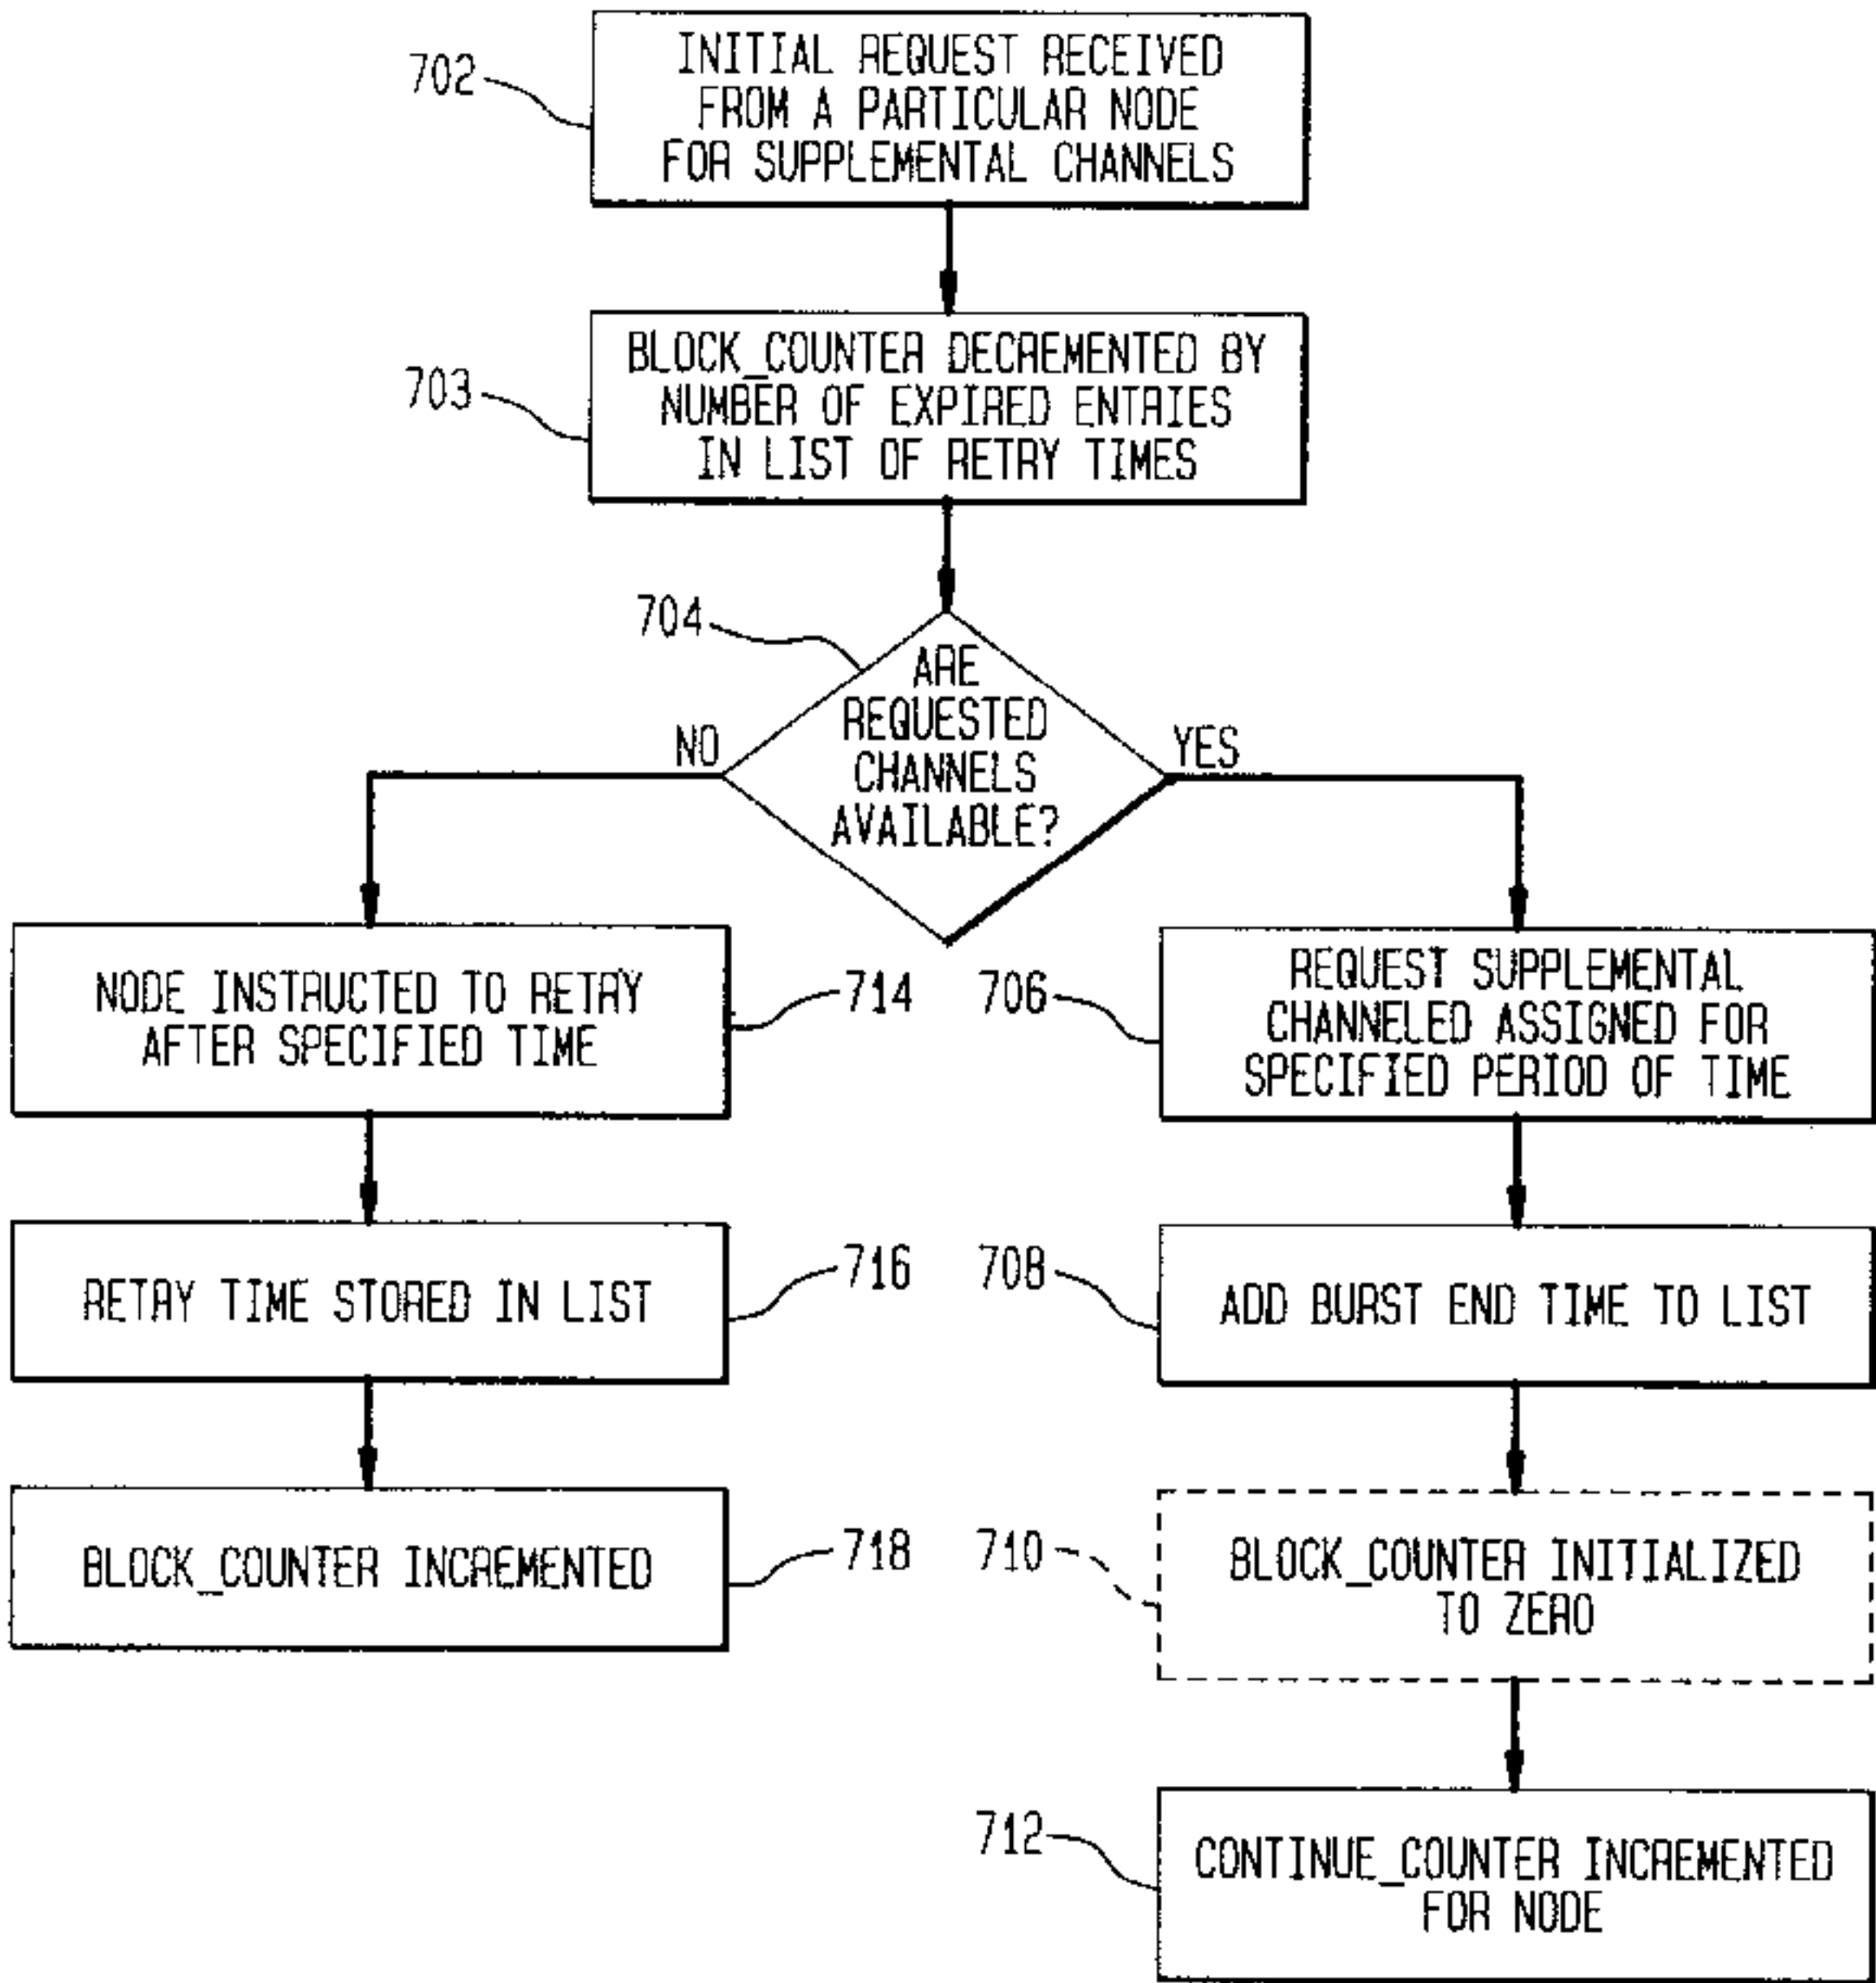 702
INITIAL REQUEST RECEIVED
FROM A PARTICULAR NODE
FOR SUPPLEMENTAL CHANNELS
703
BLOCK_COUNTER DECREMENTED BY
NUMBER OF EXPIRED ENTRIES
IN LIST OF RETRY TIMES
704
ARE
REQUESTED
CHANNELS
AVAILABLE?
NO
YES
NODE INSTRUCTED TO RETRY
AFTER SPECIFIED TIME
714
706
REQUEST SUPPLEMENTAL
CHANNELED ASSIGNED FOR
SPECIFIED PERIOD OF TIME
RETRY TIME STORED IN LIST
716
708
ADD BURST END TIME TO LIST
BLOCK_COUNTER INCREMENTED
718
710
BLOCK_COUNTER INITIALIZED
TO ZERO
712
CONTINUE_COUNTER INCREMENTED
FOR NODE